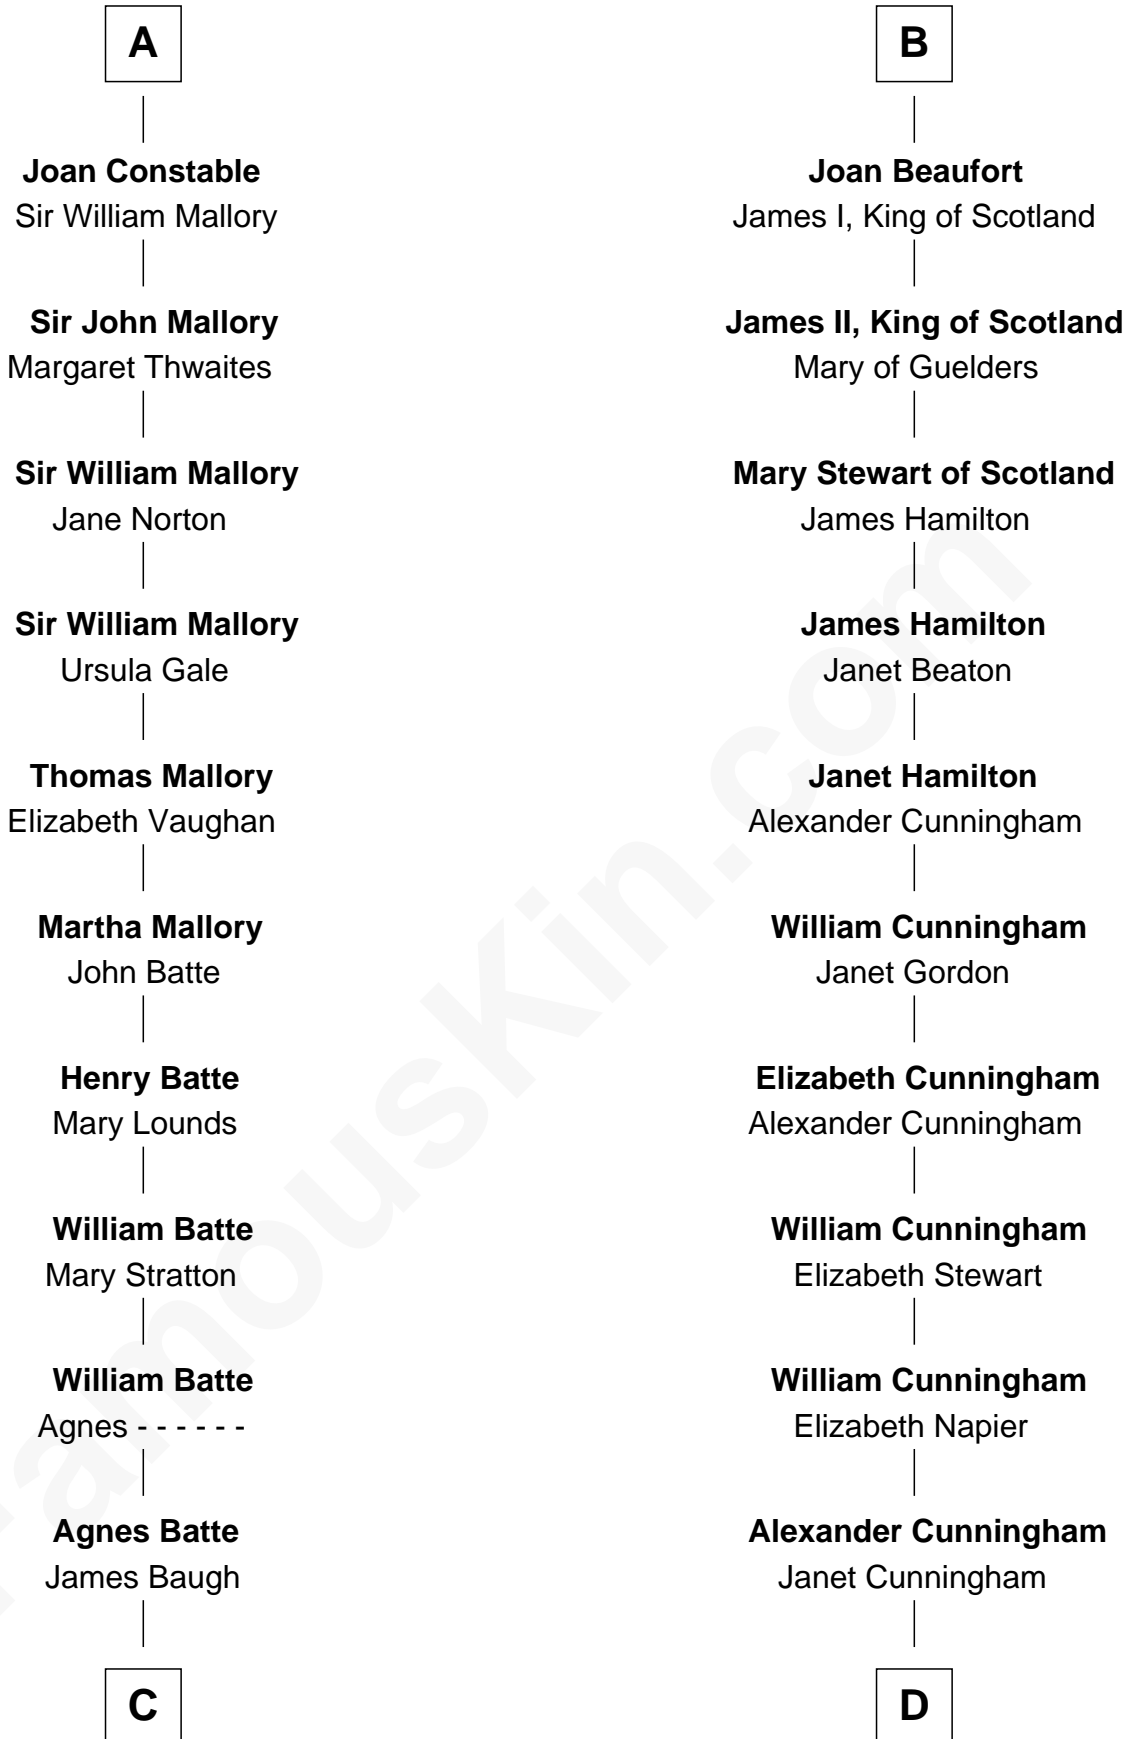 A
Joan Constable
Sir William Mallory
Sir John Mallory
Margaret Thwaites
Sir William Mallory
Jane Norton
Sir William Mallory
Ursula Gale
Thomas Mallory
Elizabeth Vaughan
Martha Mallory
John Batte
Henry Batte
Mary Lounds
William Batte
Mary Stratton
William Batte
Agnes - - - - - -
Agnes Batte
James Baugh
C
B
Joan Beaufort
James I, King of Scotland
James II, King of Scotland
Mary of Guelders
Mary Stewart of Scotland
James Hamilton
James Hamilton
Janet Beaton
Janet Hamilton
Alexander Cunningham
William Cunningham
Janet Gordon
Elizabeth Cunningham
Alexander Cunningham
William Cunningham
Elizabeth Stewart
William Cunningham
Elizabeth Napier
Alexander Cunningham
Janet Cunningham
D
FamousKin.com